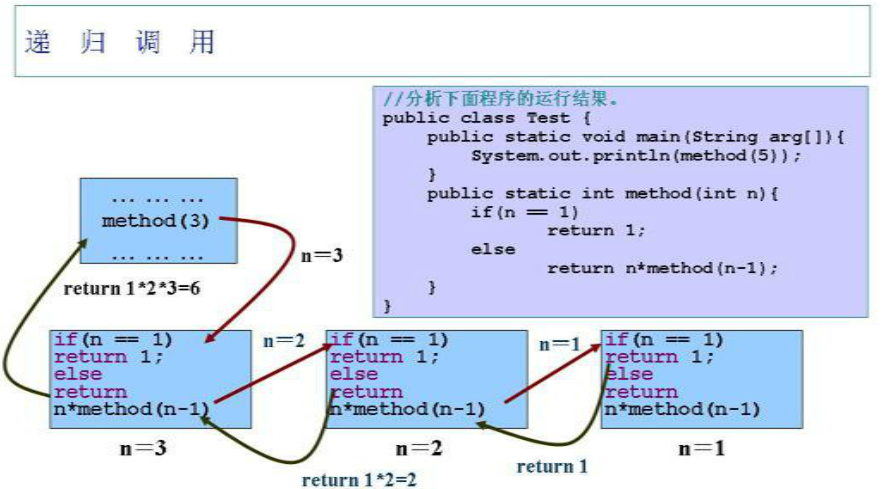 递 归 调 用
//分析下面程序的运行结果。
public class Test {
public static void main(String arg[]){
System.out.println(method(5));
}
public static int method(int n){
if(n == 1)
return 1;
else
return n*method(n-1);
}
}
... ... ...
method(3)
... ... ...
n=3
return 1*2*3=6
if(n == 1)
return 1;
else
return
n*method(n-1)
n=3
n=2
if(n == 1)
return 1;
else
return
n*method(n-1)
n=2
n=1
if(n == 1)
return 1;
else
return
n*method(n-1)
n=1
return 1*2=2
return 1